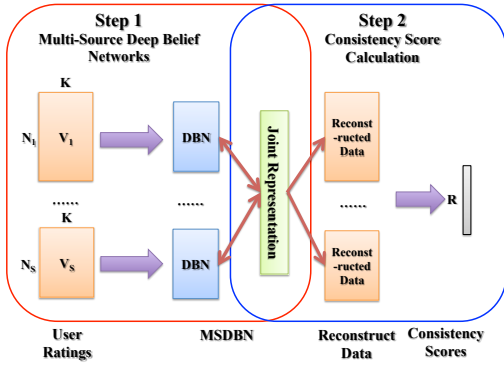 Step 1
Multi-Source Deep Belief
Networks
Step 2
Consistency Score
Calculation
K
N1
V1
DBN
......
K
NS
VS
......
DBN
Joint Representation
Reconst
-ructed
Data
......
Reconst
-ructed
Data
R
User
Ratings
MSDBN
Reconstruct
Data
Consistency
Scores